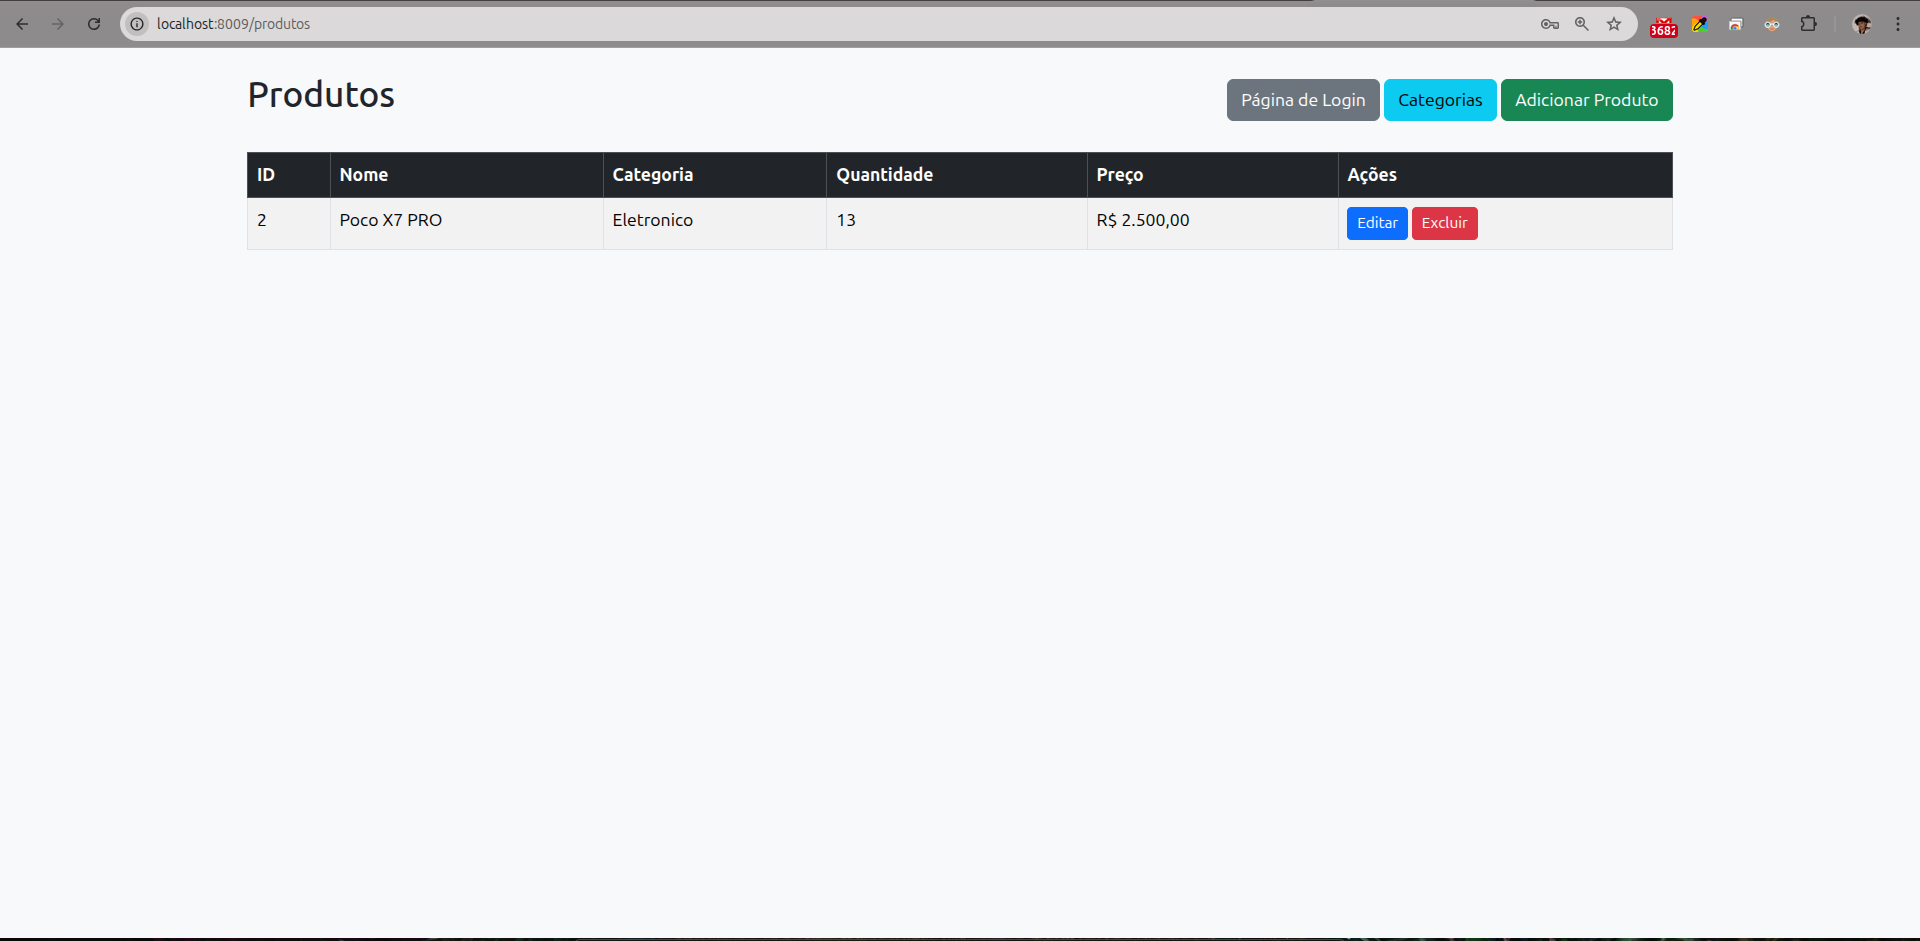 localhost:8009/produtos
3682
Produtos
Página de Login Categorias Adicionar Produto
ID Nome Categoria Quantidade Preço Ações
2 Poco X7 PRO Eletronico 13 R$ 2.500,00 Editar Excluir